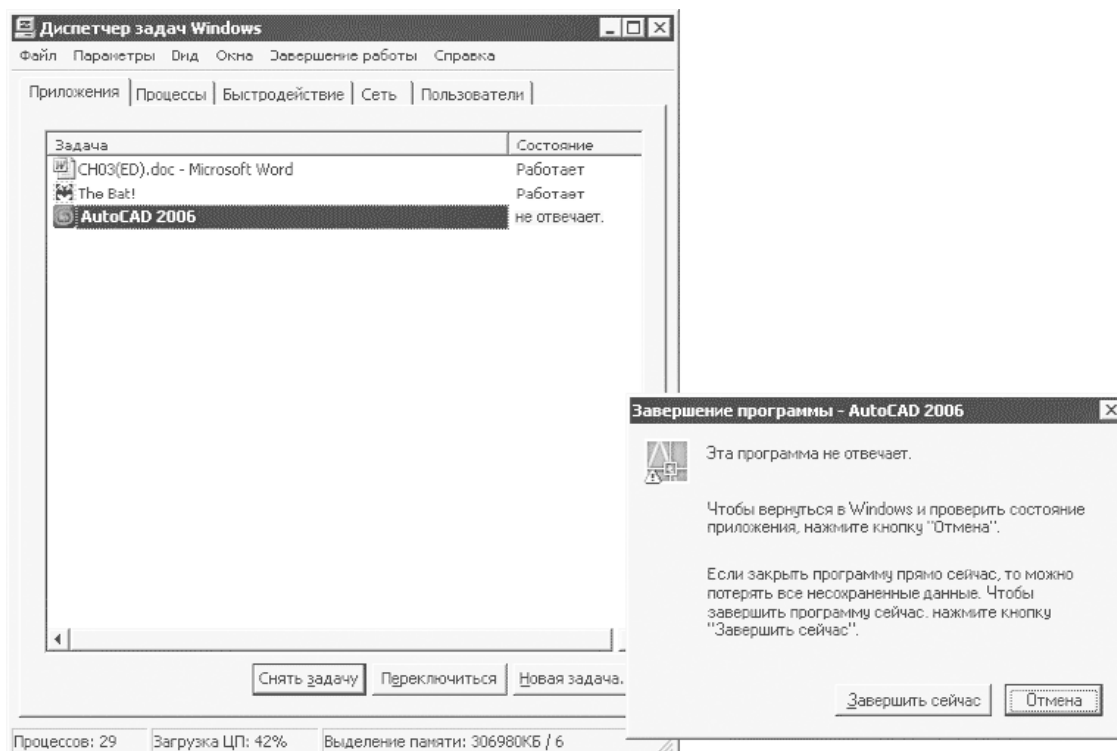 Диспетчер задач Windows
Файл Параметры Вид Окна Завершение работы Справка
Приложения Процессы Быстродействие Сеть Пользователи
Задача Состояние
CH03(ED).doc - Microsoft Word Работает
The Bat! Работает
AutoCAD 2006 не отвечает.
Снять задачу Переключиться Новая задача.
Процессов: 29 Загрузка ЦП: 42% Выделение памяти: 306980КБ / 6
Завершение программы - AutoCAD 2006
Эта программа не отвечает.
Чтобы вернуться в Windows и проверить состояние
приложения, нажмите кнопку "Отмена".
Если закрыть программу прямо сейчас, то можно
потерять все несохраненные данные. Чтобы
завершить программу сейчас. нажмите кнопку
"Завершить сейчас".
Завершить сейчас Отмена